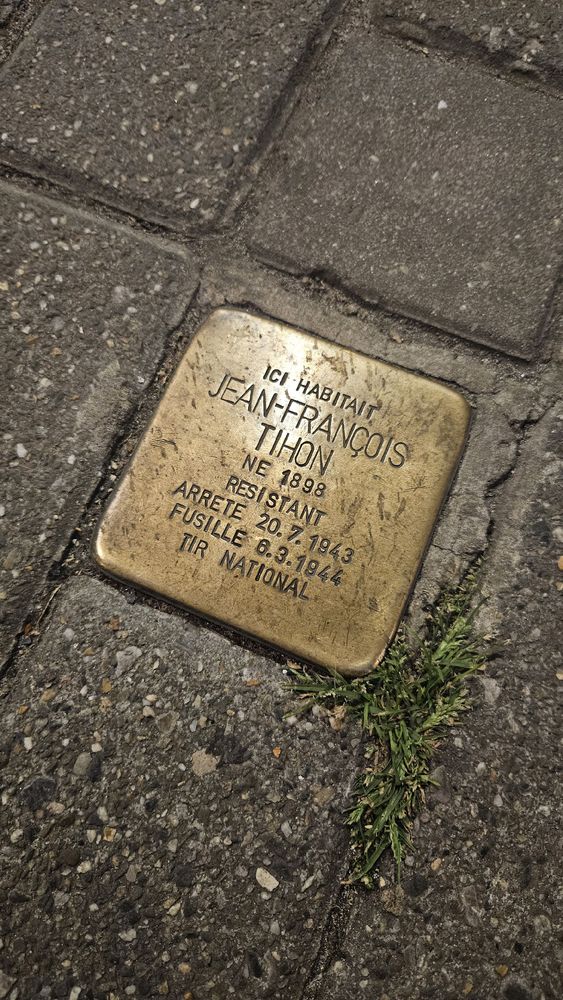 ICI HABITAIT
JEAN-FRANÇOIS
TIHON
NE 1898
RESISTANT
ARRETE 20.7.1943
FUSILLE 6.3.1944
TIR NATIONAL